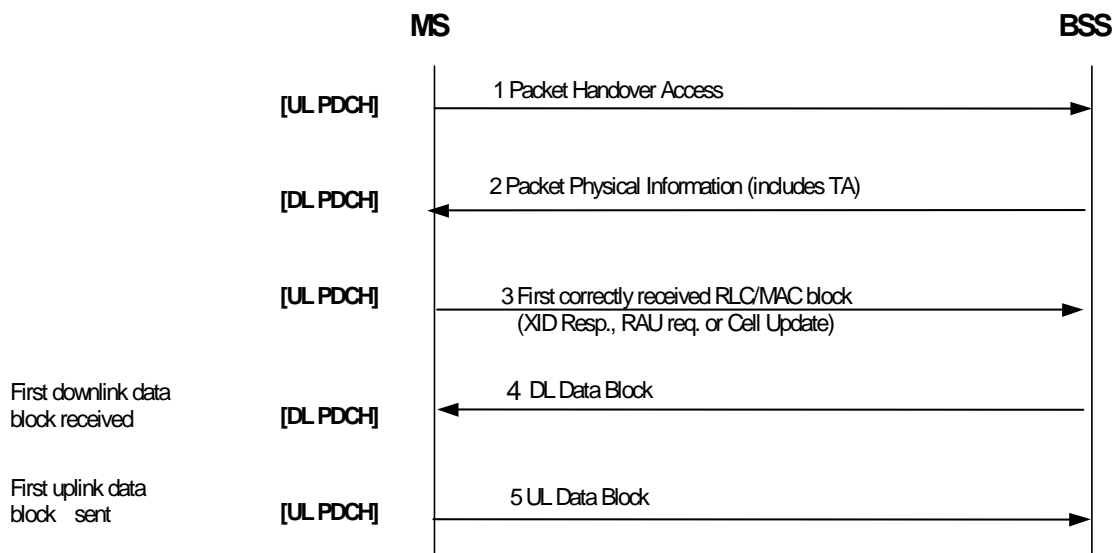 MS BSS
[UL PDCH] 1 Packet Handover Access
[DL PDCH] 2 Packet Physical Information (includes TA)
[UL PDCH] 3 First correctly received RLC/MAC block
(XID Resp., RAU req. or Cell Update)
First downlink data
block received [DL PDCH] 4 DL Data Block
First uplink data
block sent [UL PDCH] 5 UL Data Block